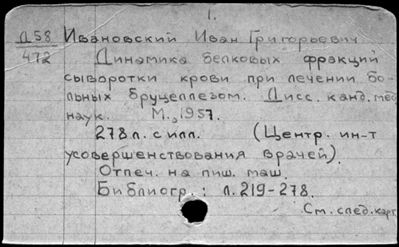 1.
Д58 Ивановский Иван Григорьевич
472 Динамика белковых фракций
сыворотки крови при лечении бо-
льных бруцеллезом. Дисс. канд. мед.
наук. М., 1957.
278 л. с илл. (Центр. ин-т
усовершенствования врачей).
Отпеч. на пиш. маш.
Библиогр.: л. 219-278.
См. след. карт.